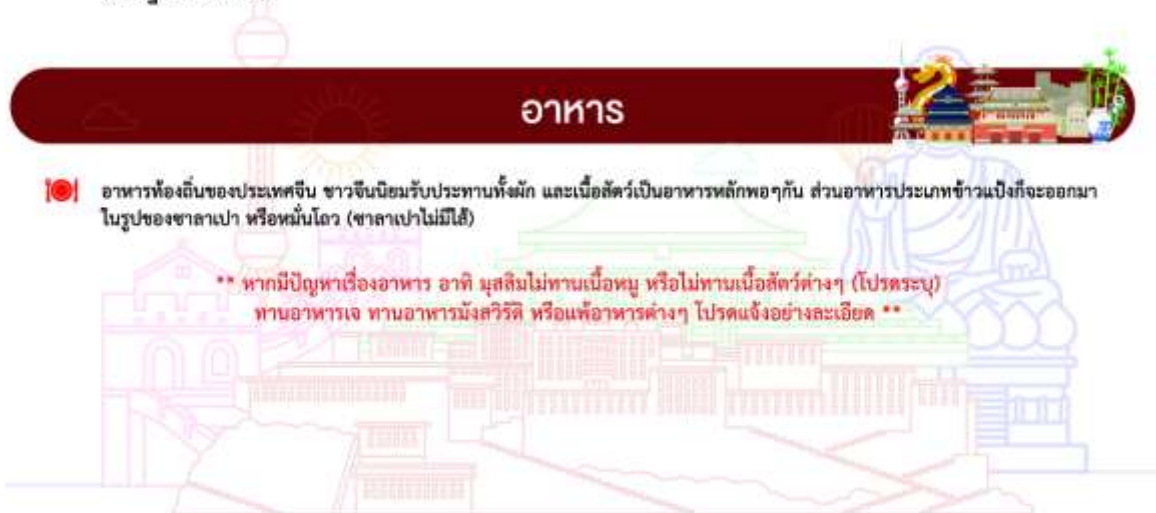 อาหาร
อาหารท้องถิ่นของประเทศจีน ชาวจีนนิยมรับประทานทั้งผัก และเนื้อสัตว์เป็นอาหารหลักพอๆกัน ส่วนอาหารประเภทข้าวแป้งก็จะออกมา
ในรูปของซาลาเปา หรือหมั่นโถว (ซาลาเปาไม่มีไส้)
** หากมีปัญหาเรื่องอาหาร อาทิ มุสลิมไม่ทานเนื้อหมู หรือไม่ทานเนื้อสัตว์ต่างๆ (โปรดระบุ)
ทานอาหารเจ ทานอาหารมังสวิรัติ หรือแพ้อาหารต่างๆ โปรดแจ้งอย่างละเอียด **